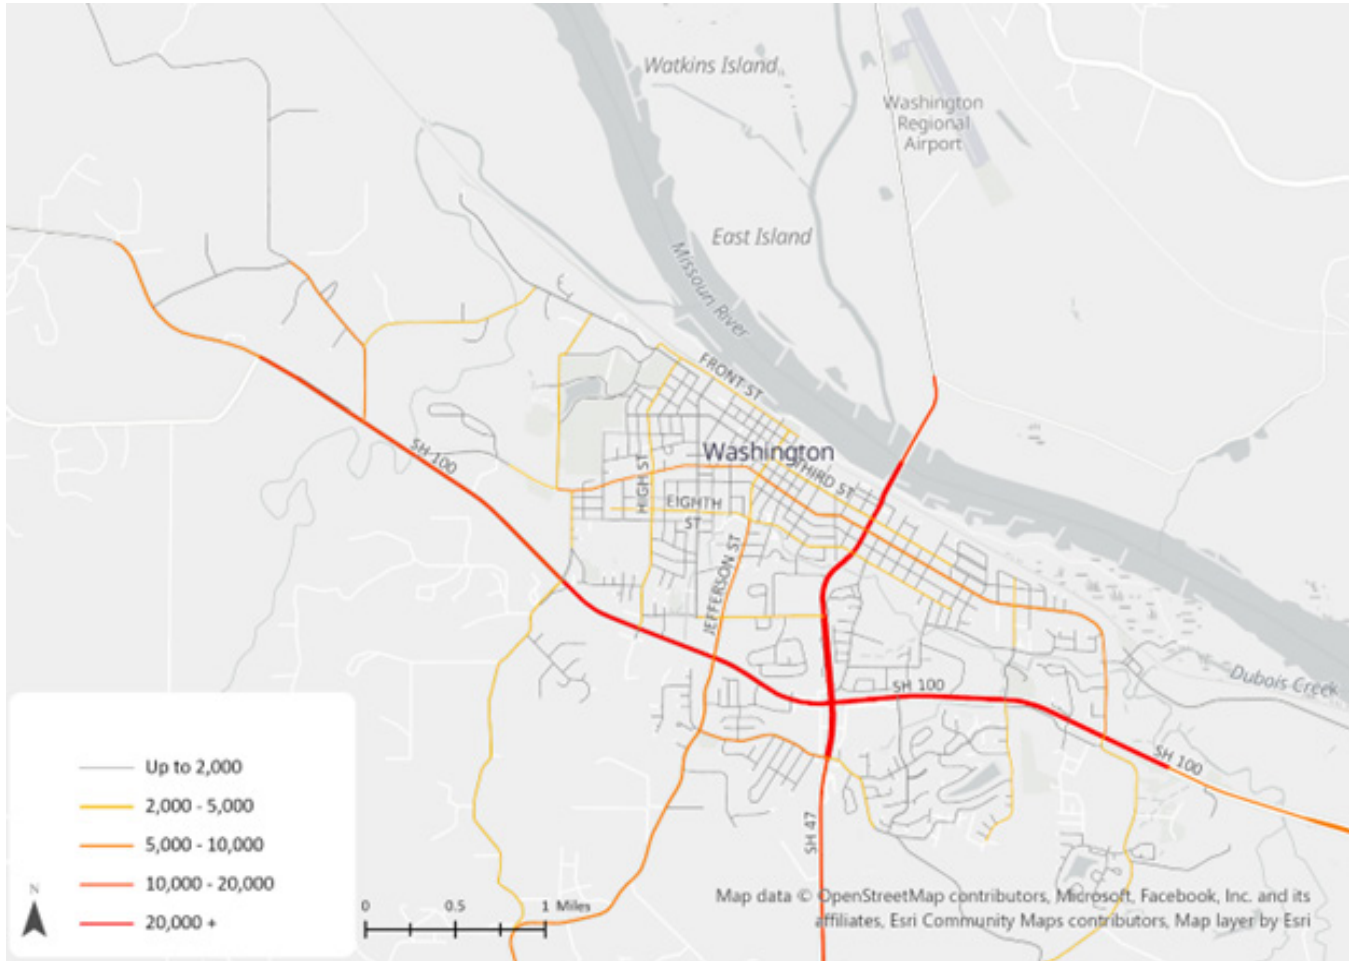 Watkins Island
Washington
Regional
Airport
East Island
Missouri River
FRONT ST
Washington
SH 100
HIGH ST
THIRD ST
EIGHTH
ST
JEFFERSON ST
SH 100
Dubois Creek
SH 100
SH 47
Up to 2,000
2,000 - 5,000
5,000 - 10,000
10,000 - 20,000
20,000 +
N
0 0.5 1 Miles
Map data © OpenStreetMap contributors, Microsoft, Facebook, Inc. and its
affiliates, Esri Community Maps contributors, Map layer by Esri